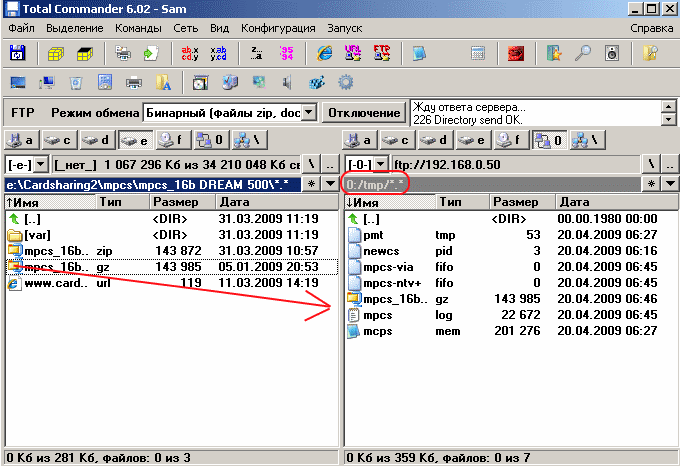 Total Commander 6.02 - Sam
Файл Выделение Команды Сеть Вид Конфигурация Запуск Справка
ab.x cd.y xab. ycd. z... ...a '95 '94 URL FTP
FTP Режим обмена Бинарный (файлы zip, doc Отключение
Жду ответа сервера...
226 Directory send OK.
a c d e f 0 \
a c d e f 0 \
[-e-] [_нет_] 1 067 296 Кб из 34 210 048 Кб св \ ..
[-0-] ftp://192.168.0.50 \ ..
e:\Cardsharing2\mpcs\mpcs_16b DREAM 500\*.* *
0:/tmp/*.* *
↑Имя Тип Размер Дата
[..] <DIR> 31.03.2009 11:19
[var] <DIR> 31.03.2009 11:19
mpcs_16b.. zip 143 872 31.03.2009 10:57
mpcs_16b.. gz 143 985 05.01.2009 20:53
www.card.. url 119 11.03.2009 14:19
0 Кб из 281 Кб, файлов: 0 из 3
↓Имя Тип Размер Дата
[..] <DIR> 00.00.1980 00:00
pmt tmp 53 20.04.2009 06:27
newcs pid 3 20.04.2009 06:16
mpcs-via fifo 0 20.04.2009 06:45
mpcs-ntv+ fifo 0 20.04.2009 06:45
mpcs_16b.. gz 143 985 20.04.2009 06:46
mpcs log 22 672 20.04.2009 06:45
mcps mem 201 276 20.04.2009 06:27
0 Кб из 359 Кб, файлов: 0 из 7